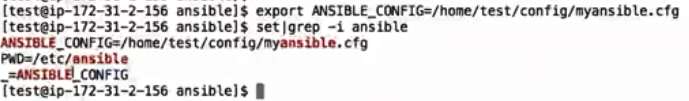 [test@ip-172-31-2-156 ansible]$ export ANSIBLE_CONFIG=/home/test/config/myansible.cfg
[test@ip-172-31-2-156 ansible]$ set|grep -i ansible
ANSIBLE_CONFIG=/home/test/config/myansible.cfg
PWD=/etc/ansible
_=ANSIBLE_CONFIG
[test@ip-172-31-2-156 ansible]$